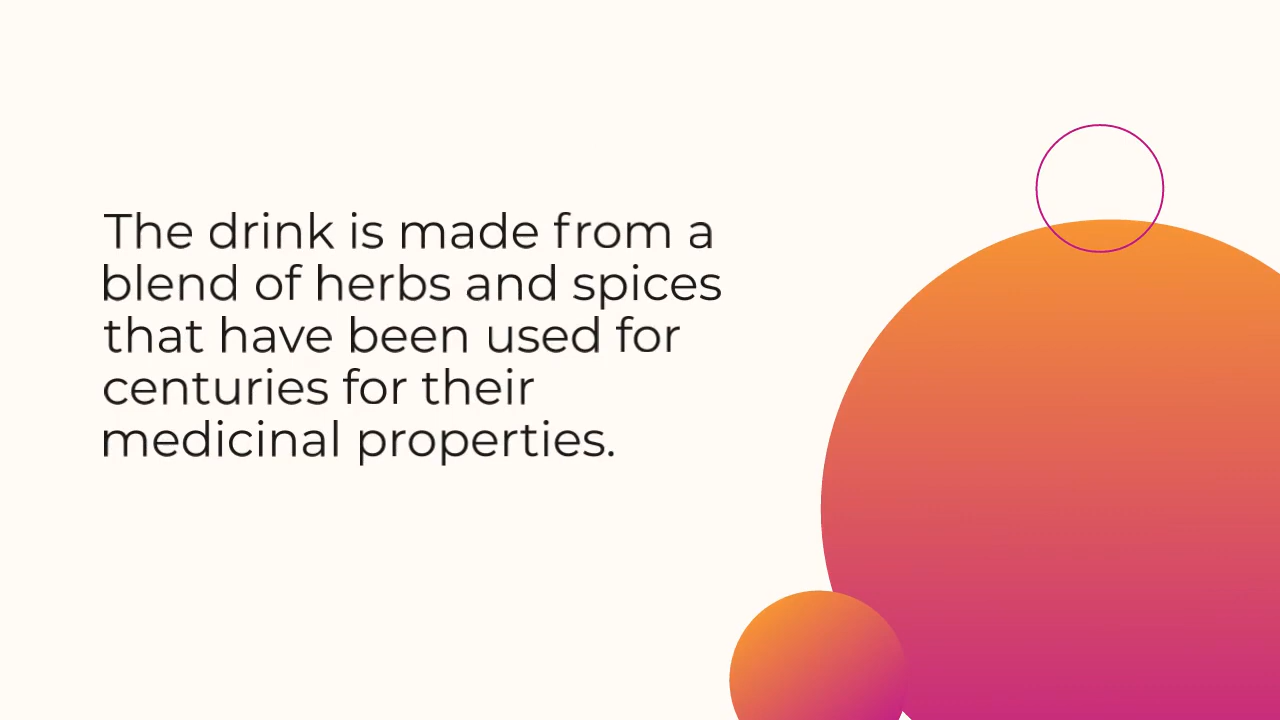 The drink is made from a
blend of herbs and spices
that have been used for
centuries for their
medicinal properties.